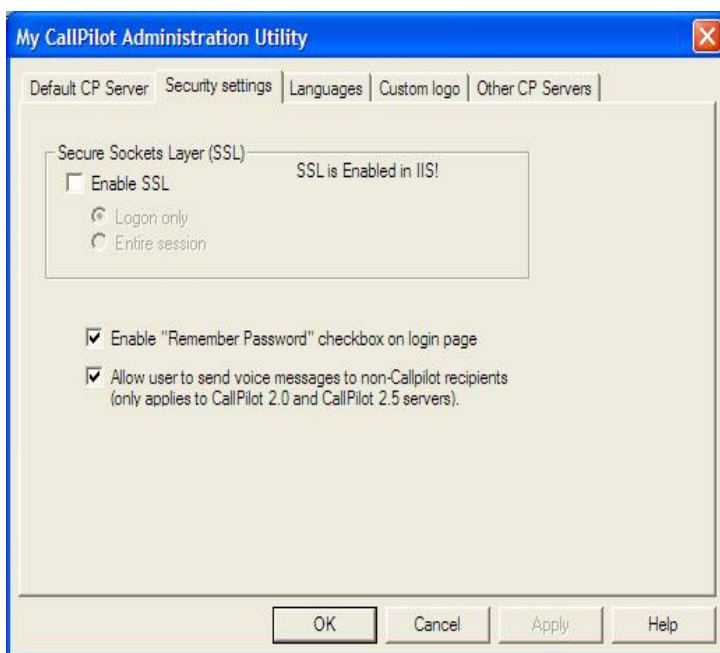 My CallPilot Administration Utility
Default CP Server
Security settings
Languages
Custom logo
Other CP Servers
Secure Sockets Layer (SSL)
SSL is Enabled in IIS!
Enable SSL
Logon only
Entire session
Enable "Remember Password" checkbox on login page
Allow user to send voice messages to non-Callpilot recipients
(only applies to CallPilot 2.0 and CallPilot 2.5 servers).
OK
Cancel
Apply
Help